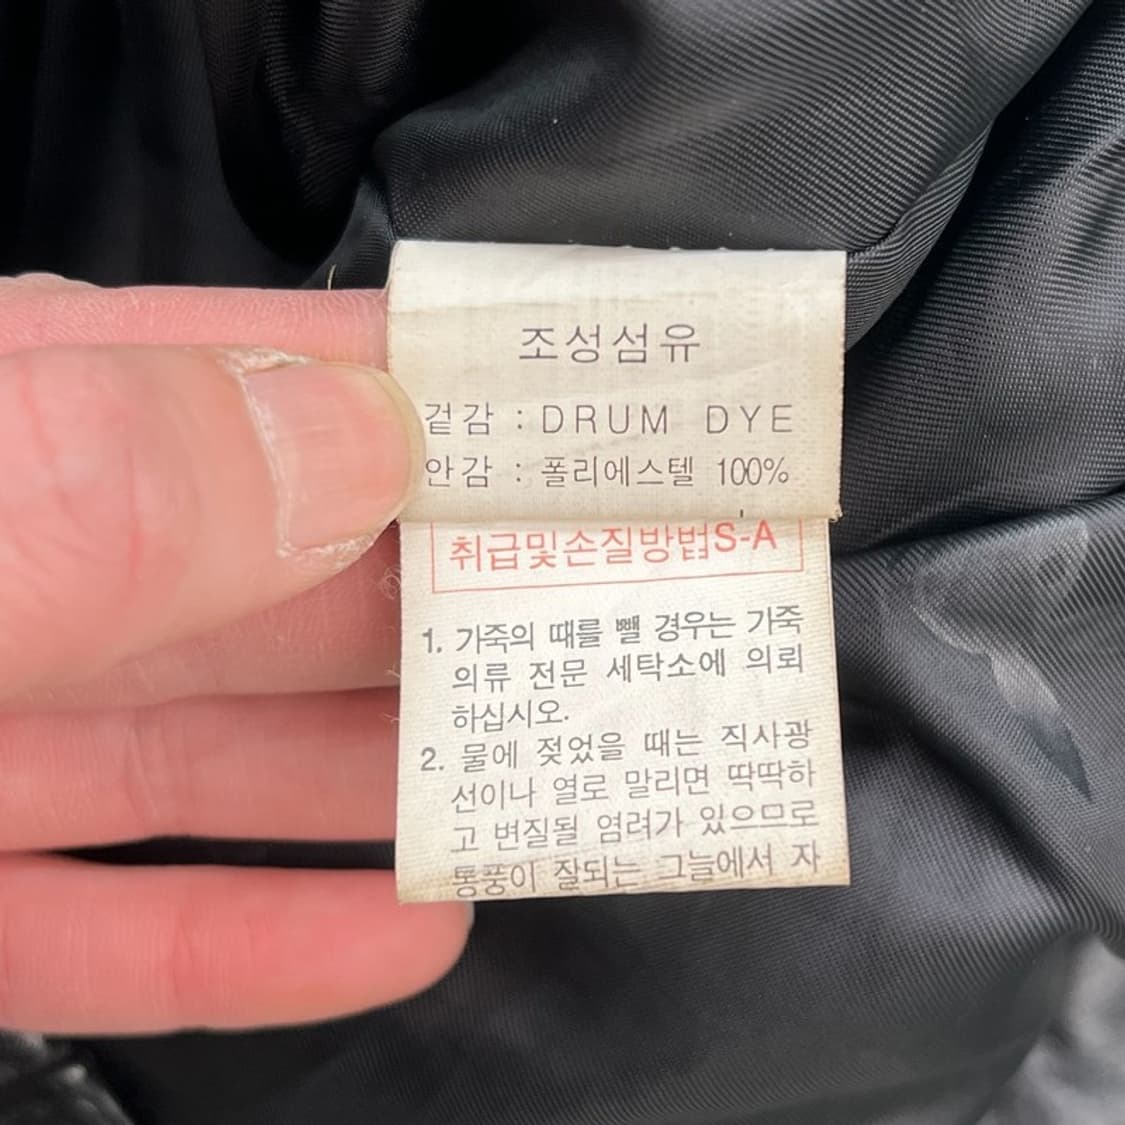 조성섬유
겉감 : DRUM DYE
안감 : 폴리에스텔 100%
취급및손질방법S-A
1. 가죽의 때를 뺄 경우는 가죽
의류 전문 세탁소에 의뢰
하십시오.
2. 물에 젖었을 때는 직사광
선이나 열로 말리면 딱딱하
고 변질될 염려가 있으므로
통풍이 잘되는 그늘에서 자